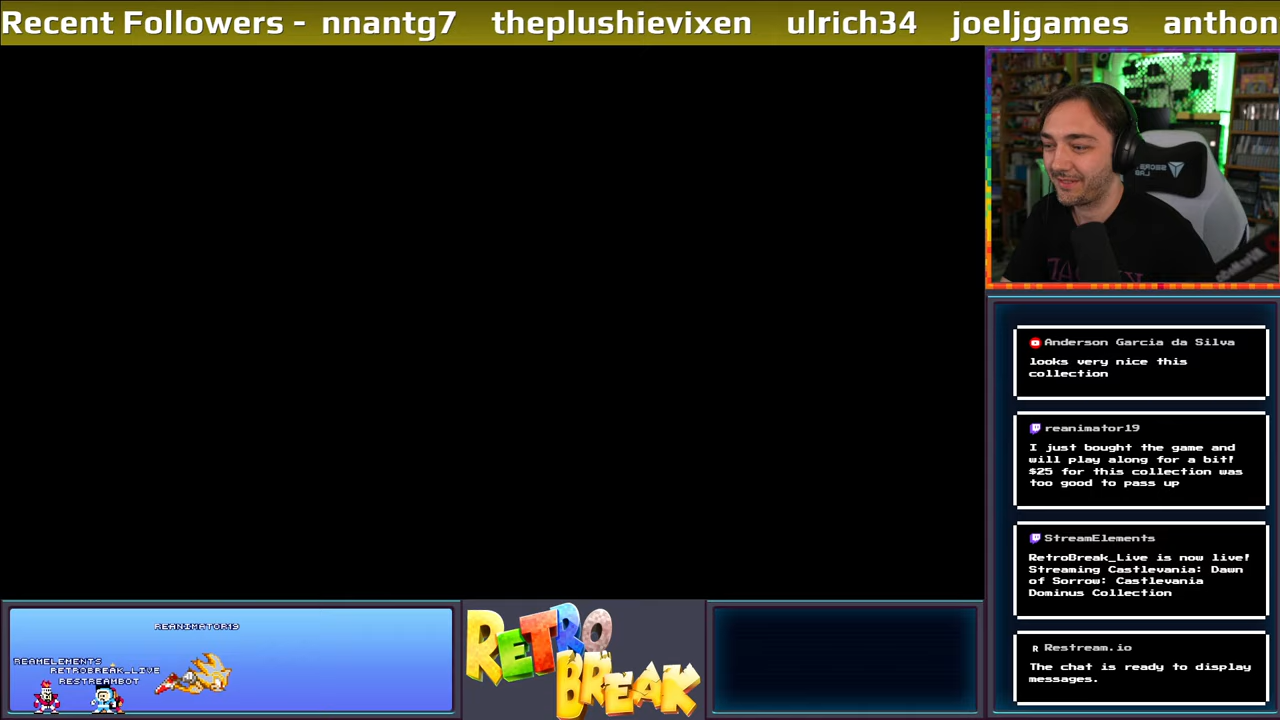 Recent Followers - nnantg7 theplushievixen ulrich34 joeljgames anthon
Anderson Garcia da Silva
looks very nice this
collection
reanimator19
I just bought the game and
will play along for a bit!
$25 for this collection was
too good to pass up
StreamElements
RetroBreak_Live is now live!
Streaming Castlevania: Dawn
of Sorrow: Castlevania
Dominus Collection
R Restream.io
The chat is ready to display
messages.
REANIMATOR19
REAMELEMENTS
RETROBREAK_LIVE
RESTREAMBOT
RETRO
BREAK